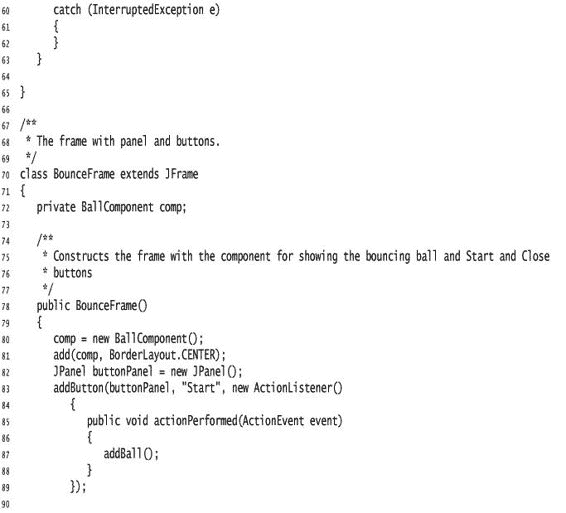 60 catch (InterruptedException e)
61 {
62 }
63 }
64
65 }
66
67 /**
68 * The frame with panel and buttons.
69 */
70 class BounceFrame extends JFrame
71 {
72 private BallComponent comp;
73
74 /**
75 * Constructs the frame with the component for showing the bouncing ball and Start and Close
76 * buttons
77 */
78 public BounceFrame()
79 {
80 comp = new BallComponent();
81 add(comp, BorderLayout.CENTER);
82 JPanel buttonPanel = new JPanel();
83 addButton(buttonPanel, "Start", new ActionListener()
84 {
85 public void actionPerformed(ActionEvent event)
86 {
87 addBall();
88 }
89 });
90